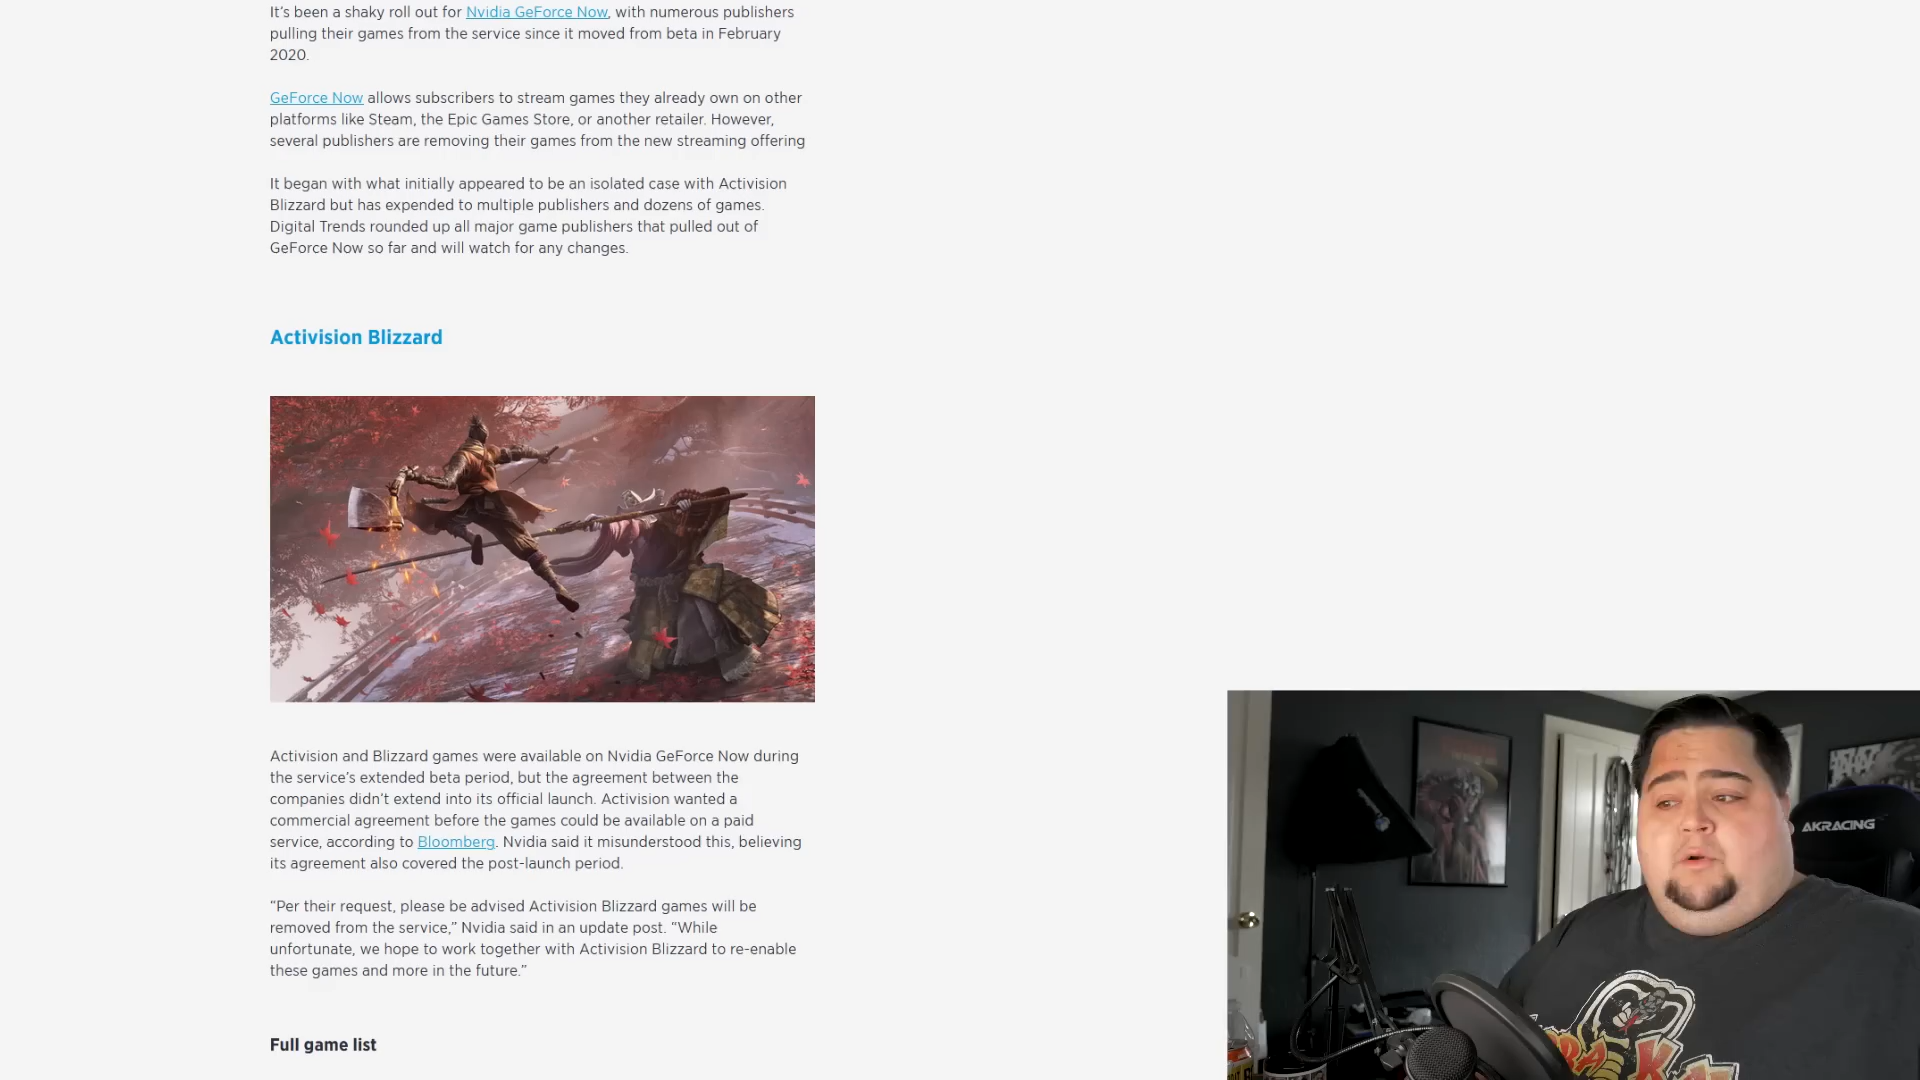 It's been a shaky roll out for Nvidia GeForce Now, with numerous publishers
pulling their games from the service since it moved from beta in February
2020.
GeForce Now allows subscribers to stream games they already own on other
platforms like Steam, the Epic Games Store, or another retailer. However,
several publishers are removing their games from the new streaming offering
It began with what initially appeared to be an isolated case with Activision
Blizzard but has expended to multiple publishers and dozens of games.
Digital Trends rounded up all major game publishers that pulled out of
GeForce Now so far and will watch for any changes.
Activision Blizzard
Activision and Blizzard games were available on Nvidia GeForce Now during
the service's extended beta period, but the agreement between the
companies didn't extend into its official launch. Activision wanted a
commercial agreement before the games could be available on a paid
service, according to Bloomberg. Nvidia said it misunderstood this, believing
its agreement also covered the post-launch period.
“Per their request, please be advised Activision Blizzard games will be
removed from the service,” Nvidia said in an update post. “While
unfortunate, we hope to work together with Activision Blizzard to re-enable
these games and more in the future.”
Full game list
AKRACING